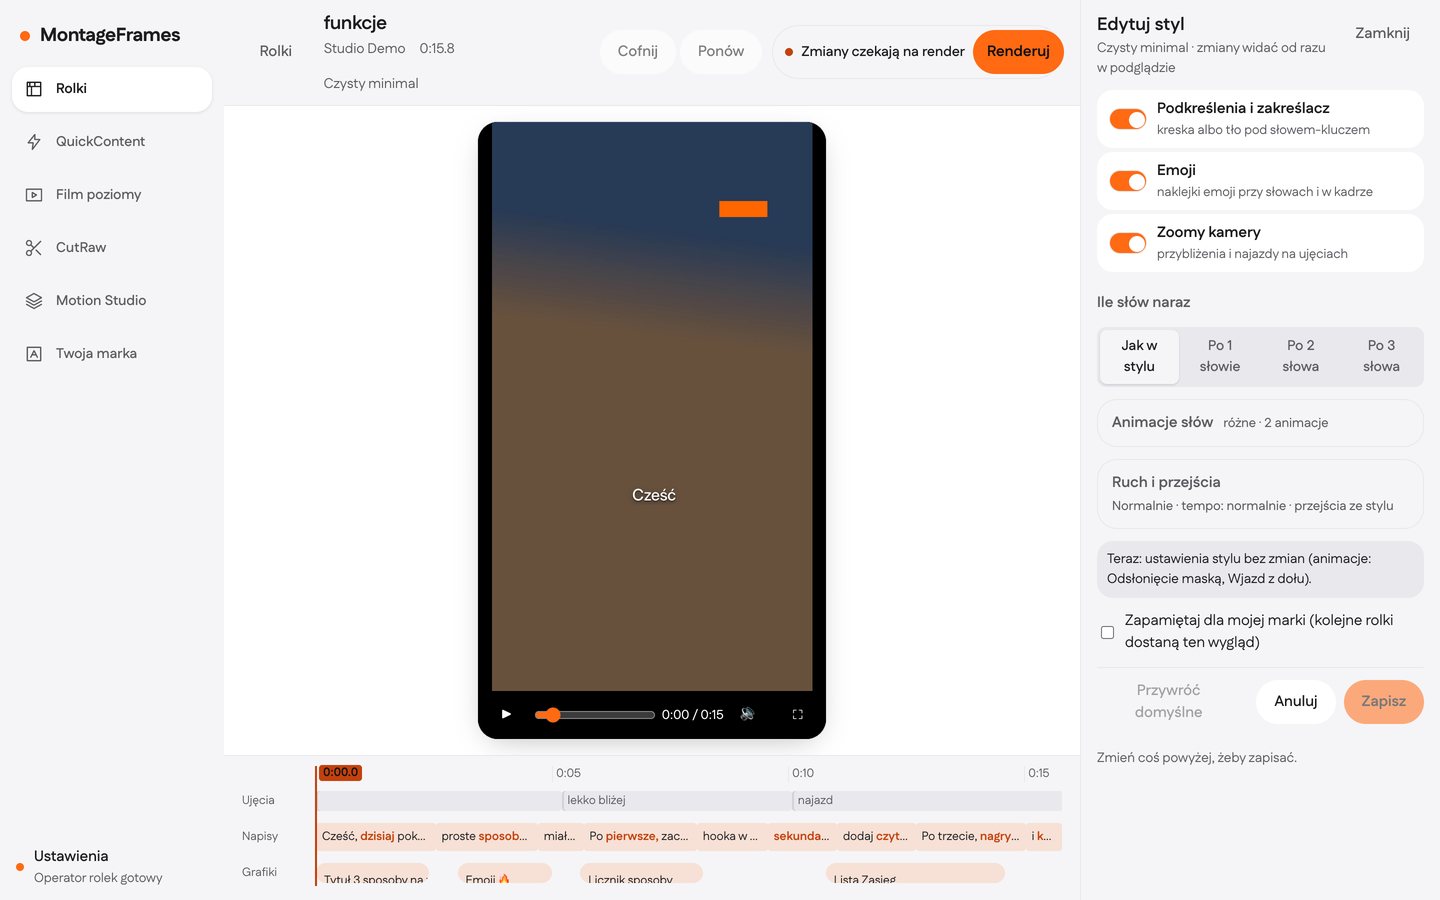 MontageFrames
Rolki
QuickContent
Film poziomy
CutRaw
Motion Studio
Twoja marka
Ustawienia
Operator rolek gotowy
Rolki
funkcje
Studio Demo 0:15.8
Czysty minimal
Cofnij
Ponów
Zmiany czekają na render
Renderuj
Cześć
0:00 / 0:15
0:00.0
0:05
0:10
0:15
Ujęcia
lekko bliżej
najazd
Napisy
Cześć, dzisiaj pok...
proste sposob...
miał...
Po pierwsze, zac...
hooka w ...
sekunda...
dodaj czyt...
Po trzecie, nagry...
i k...
Grafiki
Tytuł 3 sposoby na
Emoji 🔥
Licznik sposoby
Lista Zasięg
Edytuj styl
Czysty minimal · zmiany widać od razu
w podglądzie
Zamknij
Podkreślenia i zakreślacz
kreska albo tło pod słowem-kluczem
Emoji
naklejki emoji przy słowach i w kadrze
Zoomy kamery
przybliżenia i najazdy na ujęciach
Ile słów naraz
Jak w
stylu
Po 1
słowie
Po 2
słowa
Po 3
słowa
Animacje słów różne · 2 animacje
Ruch i przejścia
Normalnie · tempo: normalnie · przejścia ze stylu
Teraz: ustawienia stylu bez zmian (animacje:
Odsłonięcie maską, Wjazd z dołu).
Zapamiętaj dla mojej marki (kolejne rolki
dostaną ten wygląd)
Przywróć
domyślne
Anuluj
Zapisz
Zmień coś powyżej, żeby zapisać.